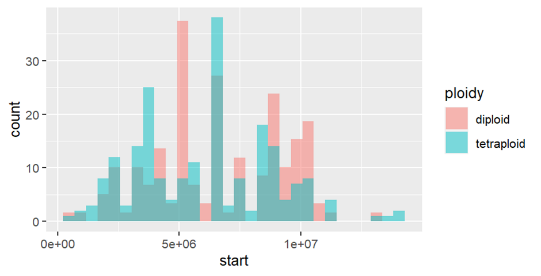 30
20
10
0
count
0e+00
5e+06
1e+07
start
ploidy
diploid
tetraploid